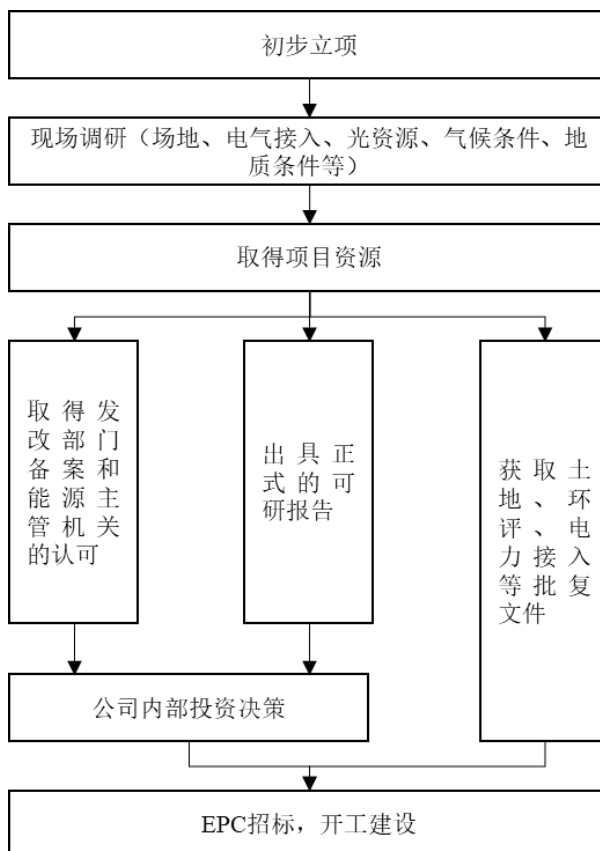 初步立项
现场调研（场地、电气接入、光资源、气候条件、地
质条件等）
取得项目资源
取得发
改部门
备案和
能源主
管机关
的认可
出具正
式的可
研报告
获取土
地、环
评、电
力接入
等批复
文件
公司内部投资决策
EPC招标，开工建设